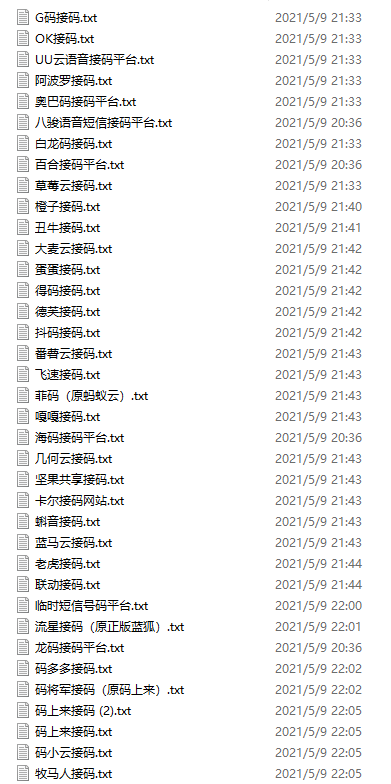 G码接码.txt 2021/5/9 21:33
OK接码.txt 2021/5/9 21:33
UU云语音接码平台.txt 2021/5/9 21:33
阿波罗接码.txt 2021/5/9 21:33
奥巴码接码平台.txt 2021/5/9 21:33
八骏语音短信接码平台.txt 2021/5/9 20:36
白龙码接码.txt 2021/5/9 21:33
百合接码平台.txt 2021/5/9 20:36
草莓云接码.txt 2021/5/9 21:33
橙子接码.txt 2021/5/9 21:40
丑牛接码.txt 2021/5/9 21:41
大麦云接码.txt 2021/5/9 21:42
蛋蛋接码.txt 2021/5/9 21:42
得码接码.txt 2021/5/9 21:42
德芙接码.txt 2021/5/9 21:42
抖码接码.txt 2021/5/9 21:42
番薯云接码.txt 2021/5/9 21:43
飞速接码.txt 2021/5/9 21:43
菲码（原蚂蚁云）.txt 2021/5/9 21:43
嘎嘎接码.txt 2021/5/9 21:43
海码接码平台.txt 2021/5/9 20:36
几何云接码.txt 2021/5/9 21:43
坚果共享接码.txt 2021/5/9 21:43
卡尔接码网站.txt 2021/5/9 21:43
蝌音接码.txt 2021/5/9 21:43
蓝马云接码.txt 2021/5/9 21:43
老虎接码.txt 2021/5/9 21:44
联动接码.txt 2021/5/9 21:44
临时短信号码平台.txt 2021/5/9 22:00
流星接码（原正版蓝狐）.txt 2021/5/9 22:01
龙码接码平台.txt 2021/5/9 20:36
码多多接码.txt 2021/5/9 22:02
码将军接码（原码上来）.txt 2021/5/9 22:02
码上来接码 (2).txt 2021/5/9 22:05
码上来接码.txt 2021/5/9 22:05
码小云接码.txt 2021/5/9 22:05
牧马人接码.txt 2021/5/9 22:05